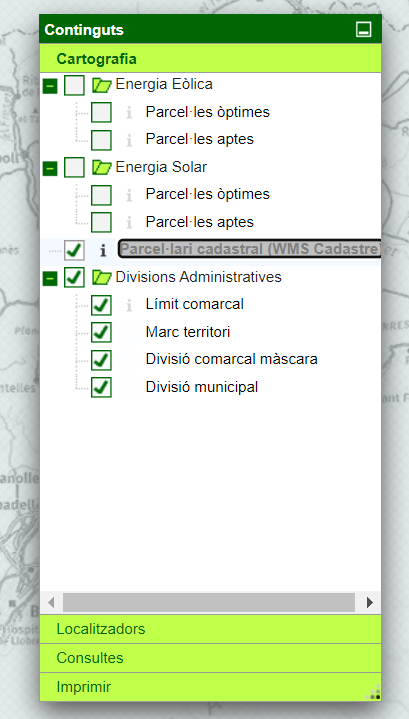 Continguts
Cartografia
Energia Eòlica
Parcel·les òptimes
Parcel·les aptes
Energia Solar
Parcel·les òptimes
Parcel·les aptes
Parcel·lari cadastral (WMS Cadastre)
Divisions Administratives
Límit comarcal
Marc territori
Divisió comarcal màscara
Divisió municipal
Localitzadors
Consultes
Imprimir